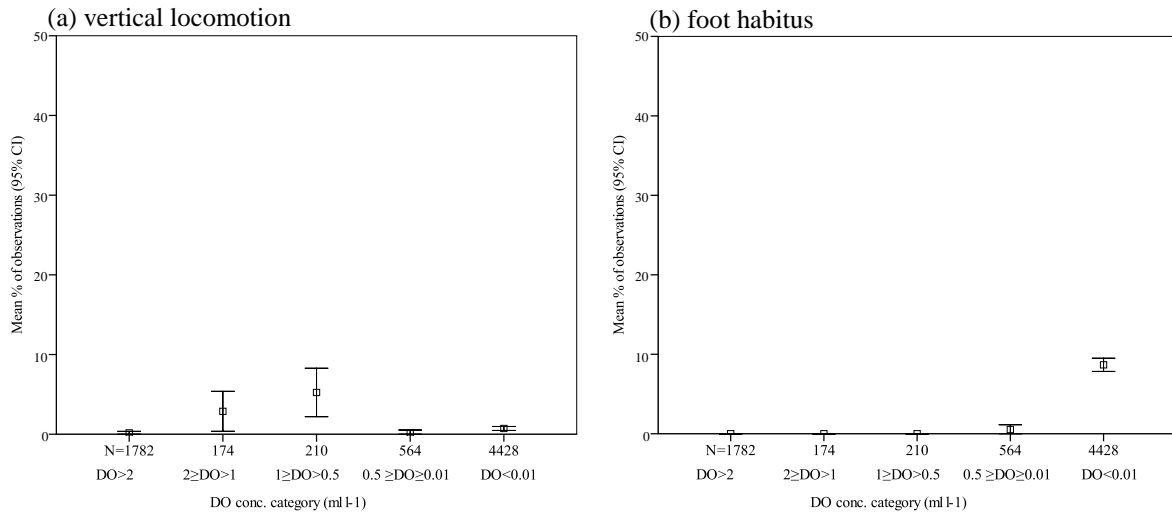 (a) vertical locomotion
50
40
30
20
10
0
Mean % of observations (95% CI)
N=1782 174 210 564 4428
DO>2 2≥DO>1 1≥DO>0.5 0.5 ≥DO≥0.01 DO<0.01
DO conc. category (ml l-1)
(b) foot habitus
50
40
30
20
10
0
Mean % of observations (95% CI)
N=1782 174 210 564 4428
DO>2 2≥DO>1 1≥DO>0.5 0.5 ≥DO≥0.01 DO<0.01
DO conc. category (ml l-1)